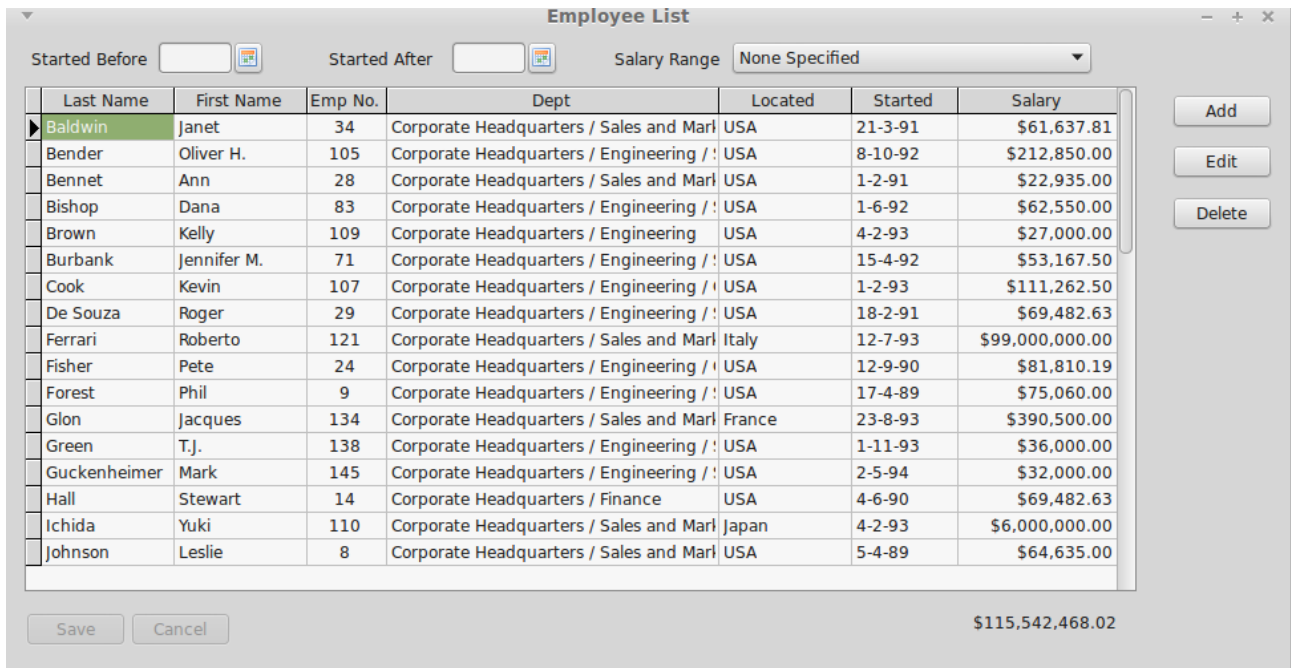 Employee List
Started Before Started After Salary Range None Specified
Last Name First Name Emp No. Dept Located Started Salary
Baldwin Janet 34 Corporate Headquarters / Sales and Mark USA 21-3-91 $61,637.81
Bender Oliver H. 105 Corporate Headquarters / Engineering / USA 8-10-92 $212,850.00
Bennet Ann 28 Corporate Headquarters / Sales and Mark USA 1-2-91 $22,935.00
Bishop Dana 83 Corporate Headquarters / Engineering / USA 1-6-92 $62,550.00
Brown Kelly 109 Corporate Headquarters / Engineering USA 4-2-93 $27,000.00
Burbank Jennifer M. 71 Corporate Headquarters / Engineering / USA 15-4-92 $53,167.50
Cook Kevin 107 Corporate Headquarters / Engineering / USA 1-2-93 $111,262.50
De Souza Roger 29 Corporate Headquarters / Engineering / USA 18-2-91 $69,482.63
Ferrari Roberto 121 Corporate Headquarters / Sales and Mark Italy 12-7-93 $99,000,000.00
Fisher Pete 24 Corporate Headquarters / Engineering / USA 12-9-90 $81,810.19
Forest Phil 9 Corporate Headquarters / Engineering / USA 17-4-89 $75,060.00
Glon Jacques 134 Corporate Headquarters / Sales and Mark France 23-8-93 $390,500.00
Green T.J. 138 Corporate Headquarters / Engineering / USA 1-11-93 $36,000.00
Guckenheimer Mark 145 Corporate Headquarters / Engineering / USA 2-5-94 $32,000.00
Hall Stewart 14 Corporate Headquarters / Finance USA 4-6-90 $69,482.63
Ichida Yuki 110 Corporate Headquarters / Sales and Mark Japan 4-2-93 $6,000,000.00
Johnson Leslie 8 Corporate Headquarters / Sales and Mark USA 5-4-89 $64,635.00
Add
Edit
Delete
Save Cancel $115,542,468.02